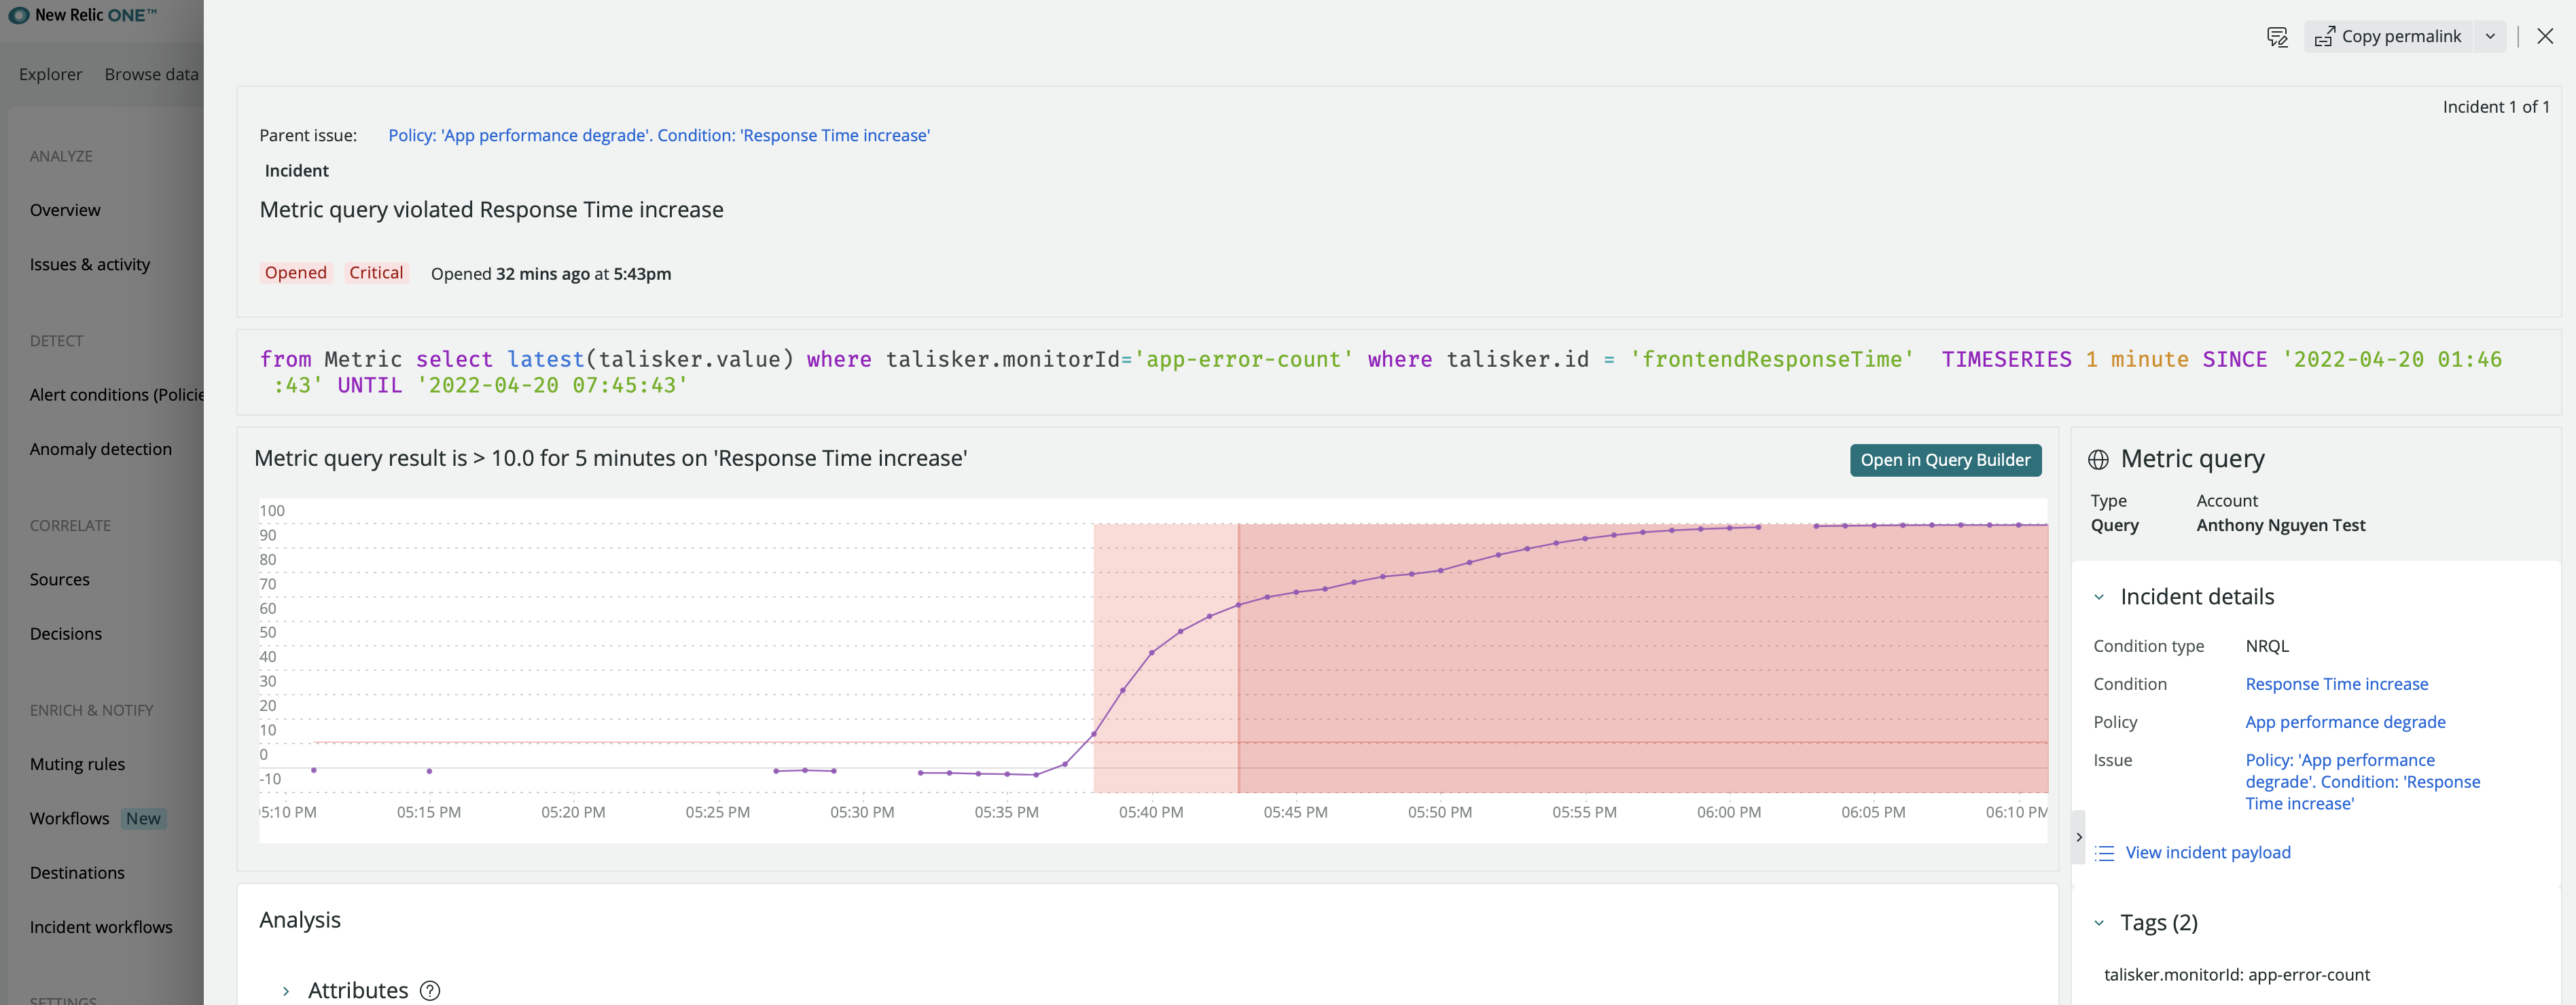 New Relic ONE™
Copy permalink
Explorer Browse data
Incident 1 of 1
Parent issue: Policy: 'App performance degrade'. Condition: 'Response Time increase'
Incident
Metric query violated Response Time increase
Opened Critical Opened 32 mins ago at 5:43pm
from Metric select latest(talisker.value) where talisker.monitorId='app-error-count' where talisker.id = 'frontendResponseTime' TIMESERIES 1 minute SINCE '2022-04-20 01:46
:43' UNTIL '2022-04-20 07:45:43'
ANALYZE
Overview
Issues & activity
DETECT
Alert conditions (Policie
Anomaly detection
CORRELATE
Sources
Decisions
ENRICH & NOTIFY
Muting rules
Workflows New
Destinations
Incident workflows
SETTINGS
Metric query result is > 10.0 for 5 minutes on 'Response Time increase'
Open in Query Builder
100
90
80
70
60
50
40
30
20
10
0
-10
5:10 PM 05:15 PM 05:20 PM 05:25 PM 05:30 PM 05:35 PM 05:40 PM 05:45 PM 05:50 PM 05:55 PM 06:00 PM 06:05 PM 06:10 PM
Analysis
Attributes ?
Metric query
Type Account
Query Anthony Nguyen Test
Incident details
Condition type NRQL
Condition Response Time increase
Policy App performance degrade
Issue Policy: 'App performance
degrade'. Condition: 'Response
Time increase'
View incident payload
Tags (2)
talisker.monitorId: app-error-count